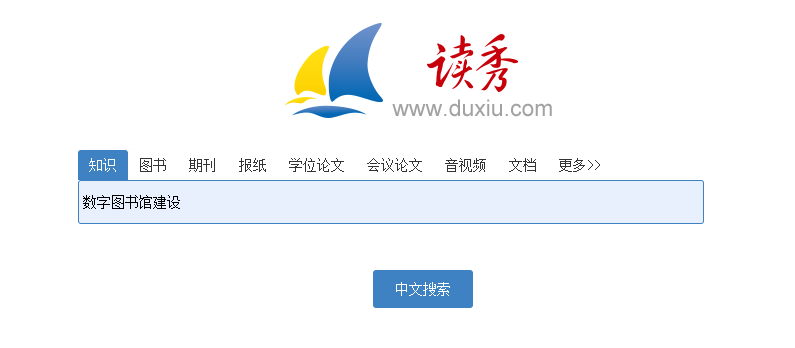 读秀
www.duxiu.com
知识 图书 期刊 报纸 学位论文 会议论文 音视频 文档 更多>>
数字图书馆建设
中文搜索